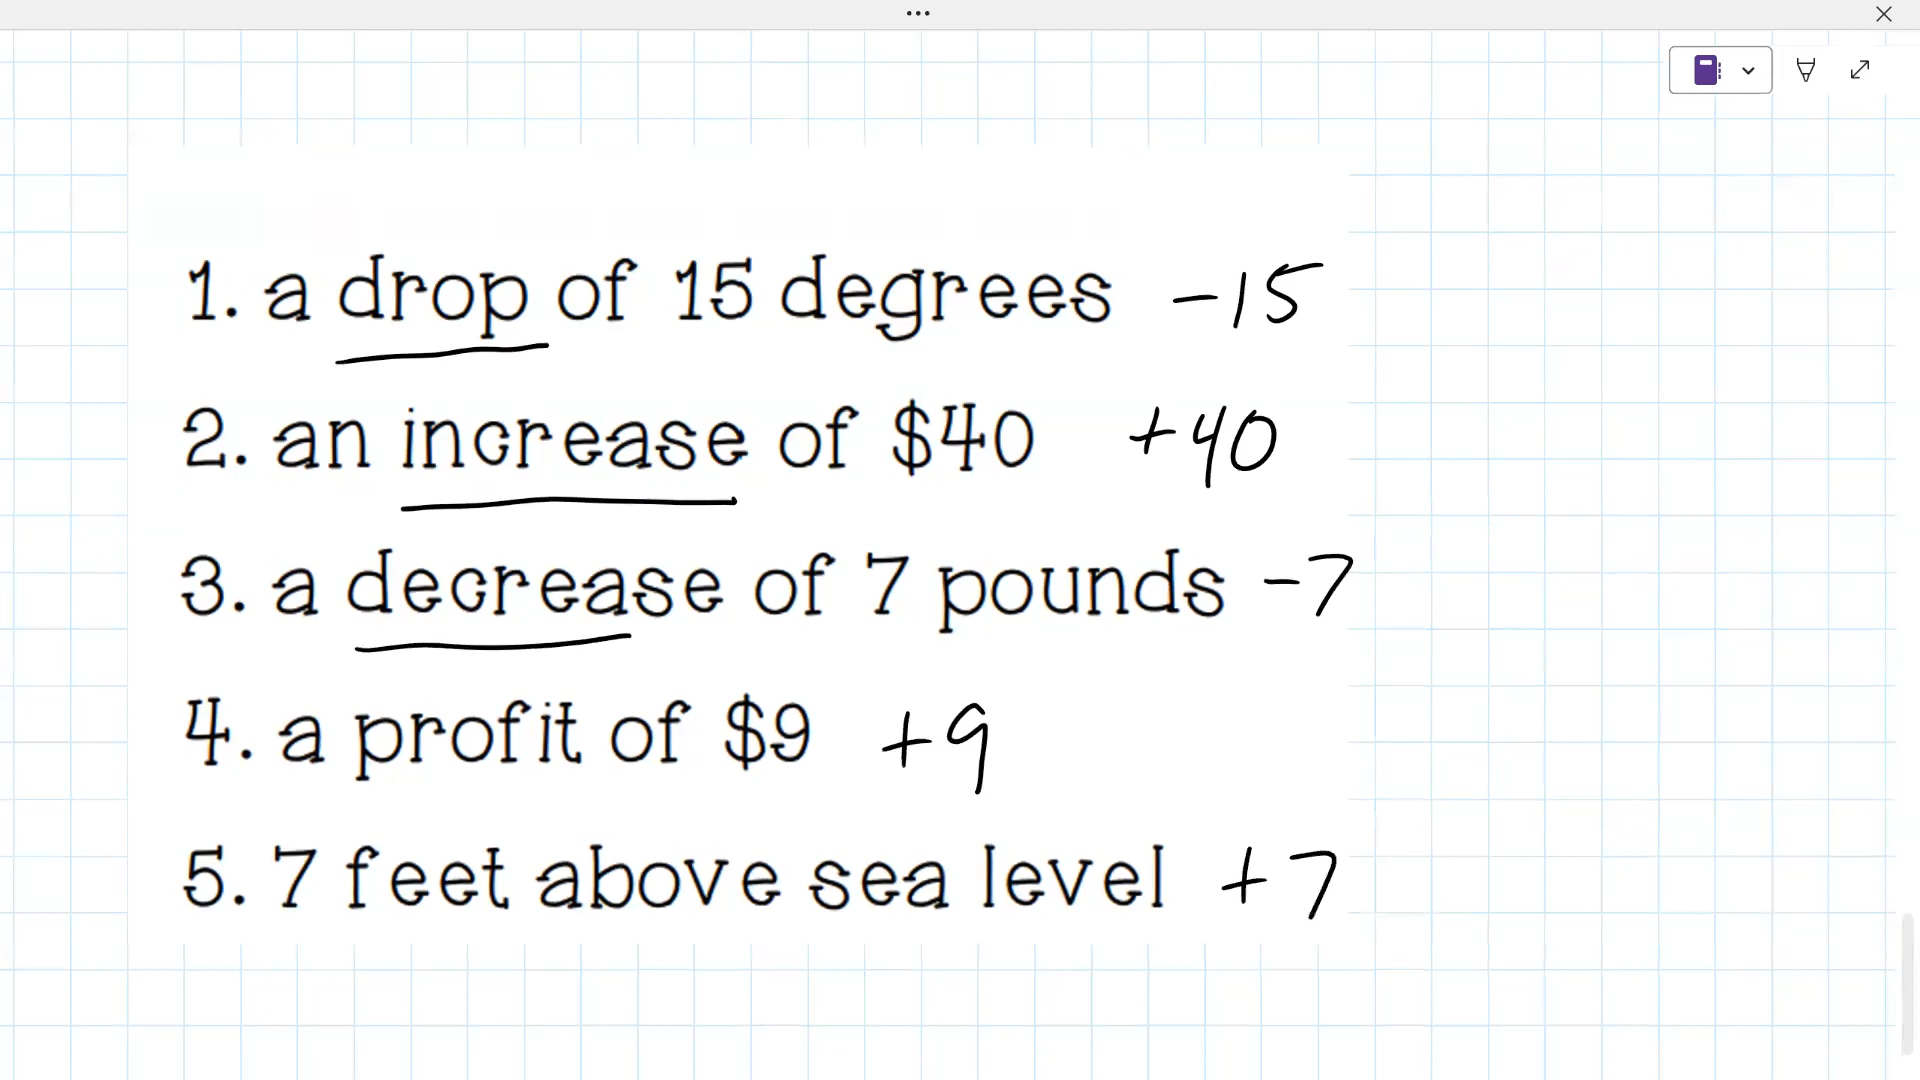 1. a drop of 15 degrees -15
2. an increase of $40 +40
3. a decrease of 7 pounds -7
4. a profit of $9 +9
5. 7 feet above sea level +7